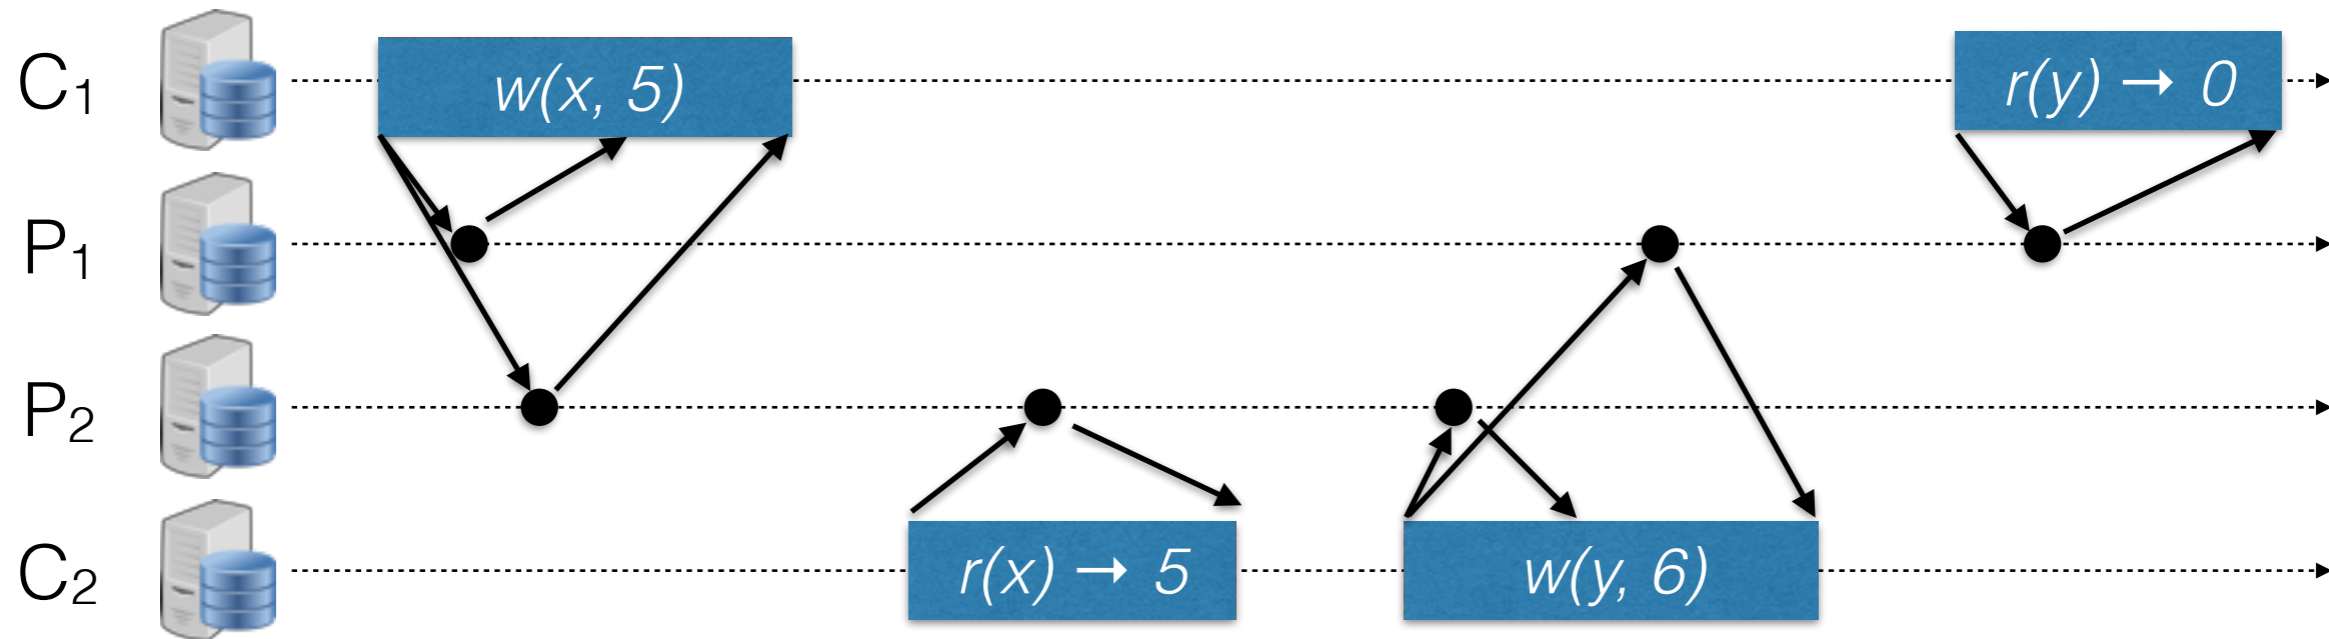 C₁ w(x, 5) r(y) → 0
P₁
P₂
C₂ r(x) → 5 w(y, 6)